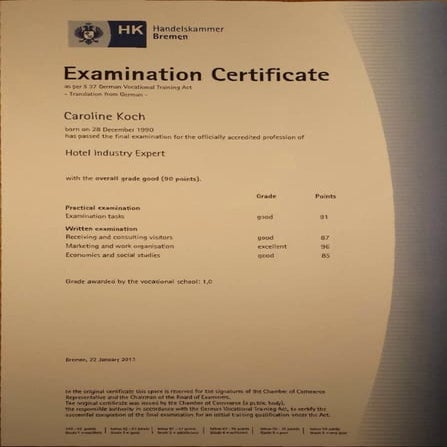 HK Handelskammer
Bremen
Examination Certificate
as per § 37 German Vocational Training Act
- Translation from German -
Caroline Koch
born on 28 December 1990
has passed the final examination for the officially accredited profession of
Hotel Industry Expert
with the overall grade good (90 points).
Grade Points
Practical examination
Examination tasks good 91
Written examination
Receiving and consulting visitors good 87
Marketing and work organisation excellent 96
Economics and social studies good 85
Grade awarded by the vocational school: 1,0
Bremen, 22 January 2013
In the original certificate this space is reserved for the signatures of the Chamber of Commerce
Representative and the Chairman of the Board of Examiners.
The original certificate was issued by the Chamber of Commerce (a public body),
the responsible authority in accordance with the German Vocational Training Act, to certify the
successful completion of the final examination for an initial training qualification under the Act.